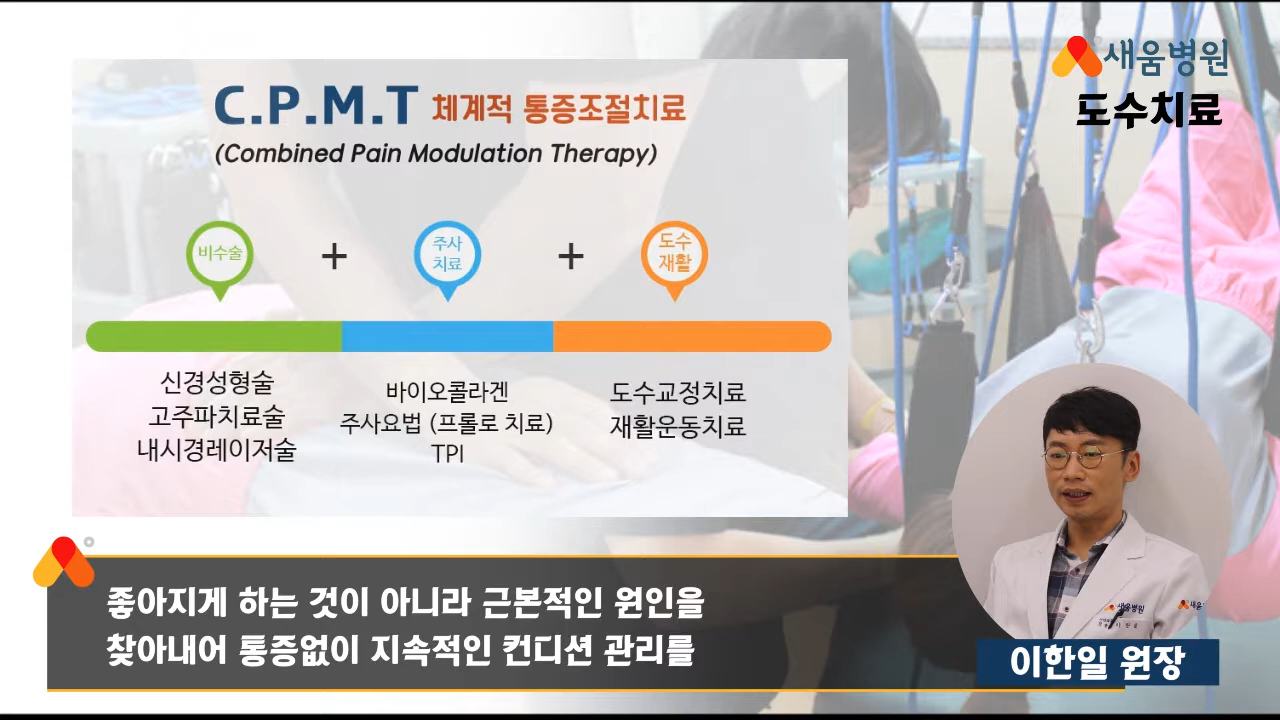 새움병원
도수치료
C.P.M.T 체계적 통증조절치료
(Combined Pain Modulation Therapy)
비수술
+
주사
치료
+
도수
재활
신경성형술
고주파치료술
내시경레이저술
바이오콜라겐
주사요법 (프롤로 치료)
TPI
도수교정치료
재활운동치료
좋아지게 하는 것이 아니라 근본적인 원인을
찾아내어 통증없이 지속적인 컨디션 관리를
새움병원
새움
이한일 원장